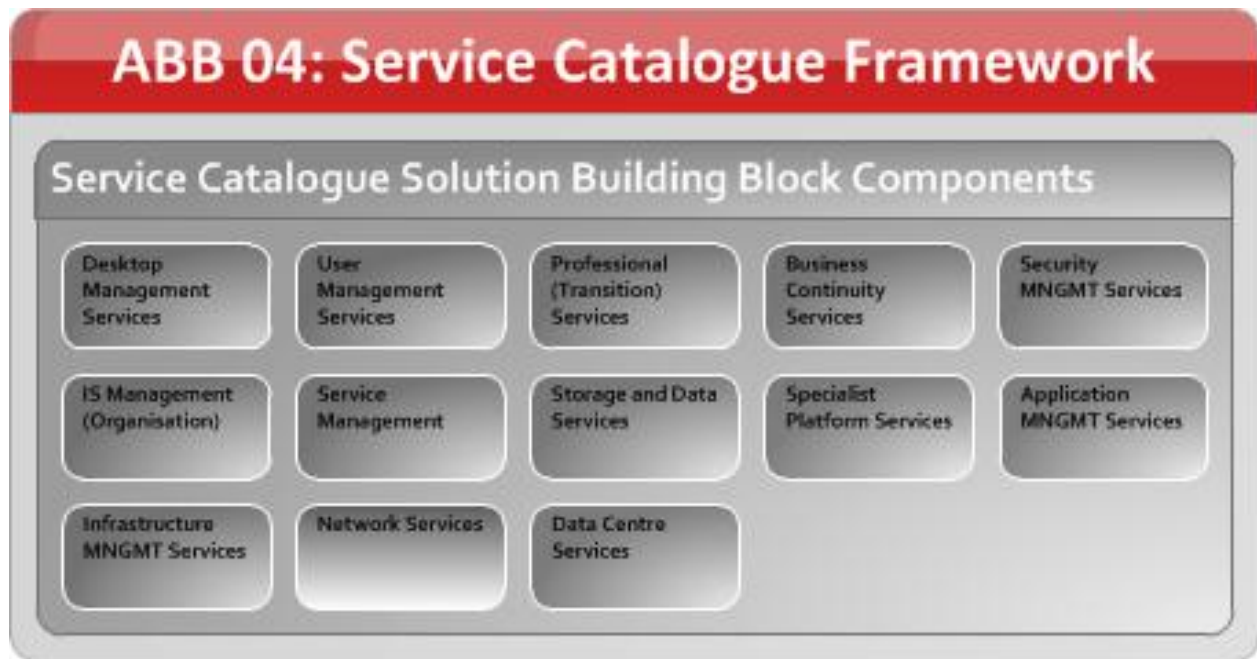 ABB 04: Service Catalogue Framework
Service Catalogue Solution Building Block Components
Desktop
Management
Services
User
Management
Services
Professional
(Transition)
Services
Business
Continuity
Services
Security
MNGMT Services
IS Management
(Organisation)
Service
Management
Storage and Data
Services
Specialist
Platform Services
Application
MNGMT Services
Infrastructure
MNGMT Services
Network Services
Data Centre
Services